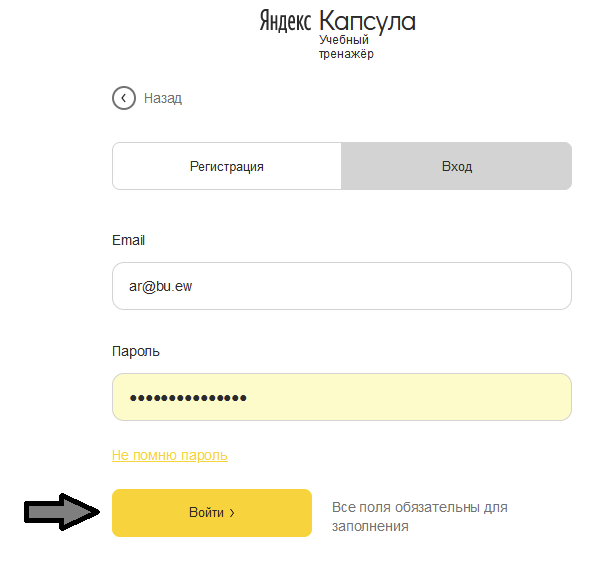 Яндекс Капсула
Учебный
тренажёр
Назад
Регистрация
Вход
Email
ar@bu.ew
Пароль
●●●●●●●●●●●●●●●
Не помню пароль
Войти ›
Все поля обязательны для
заполнения